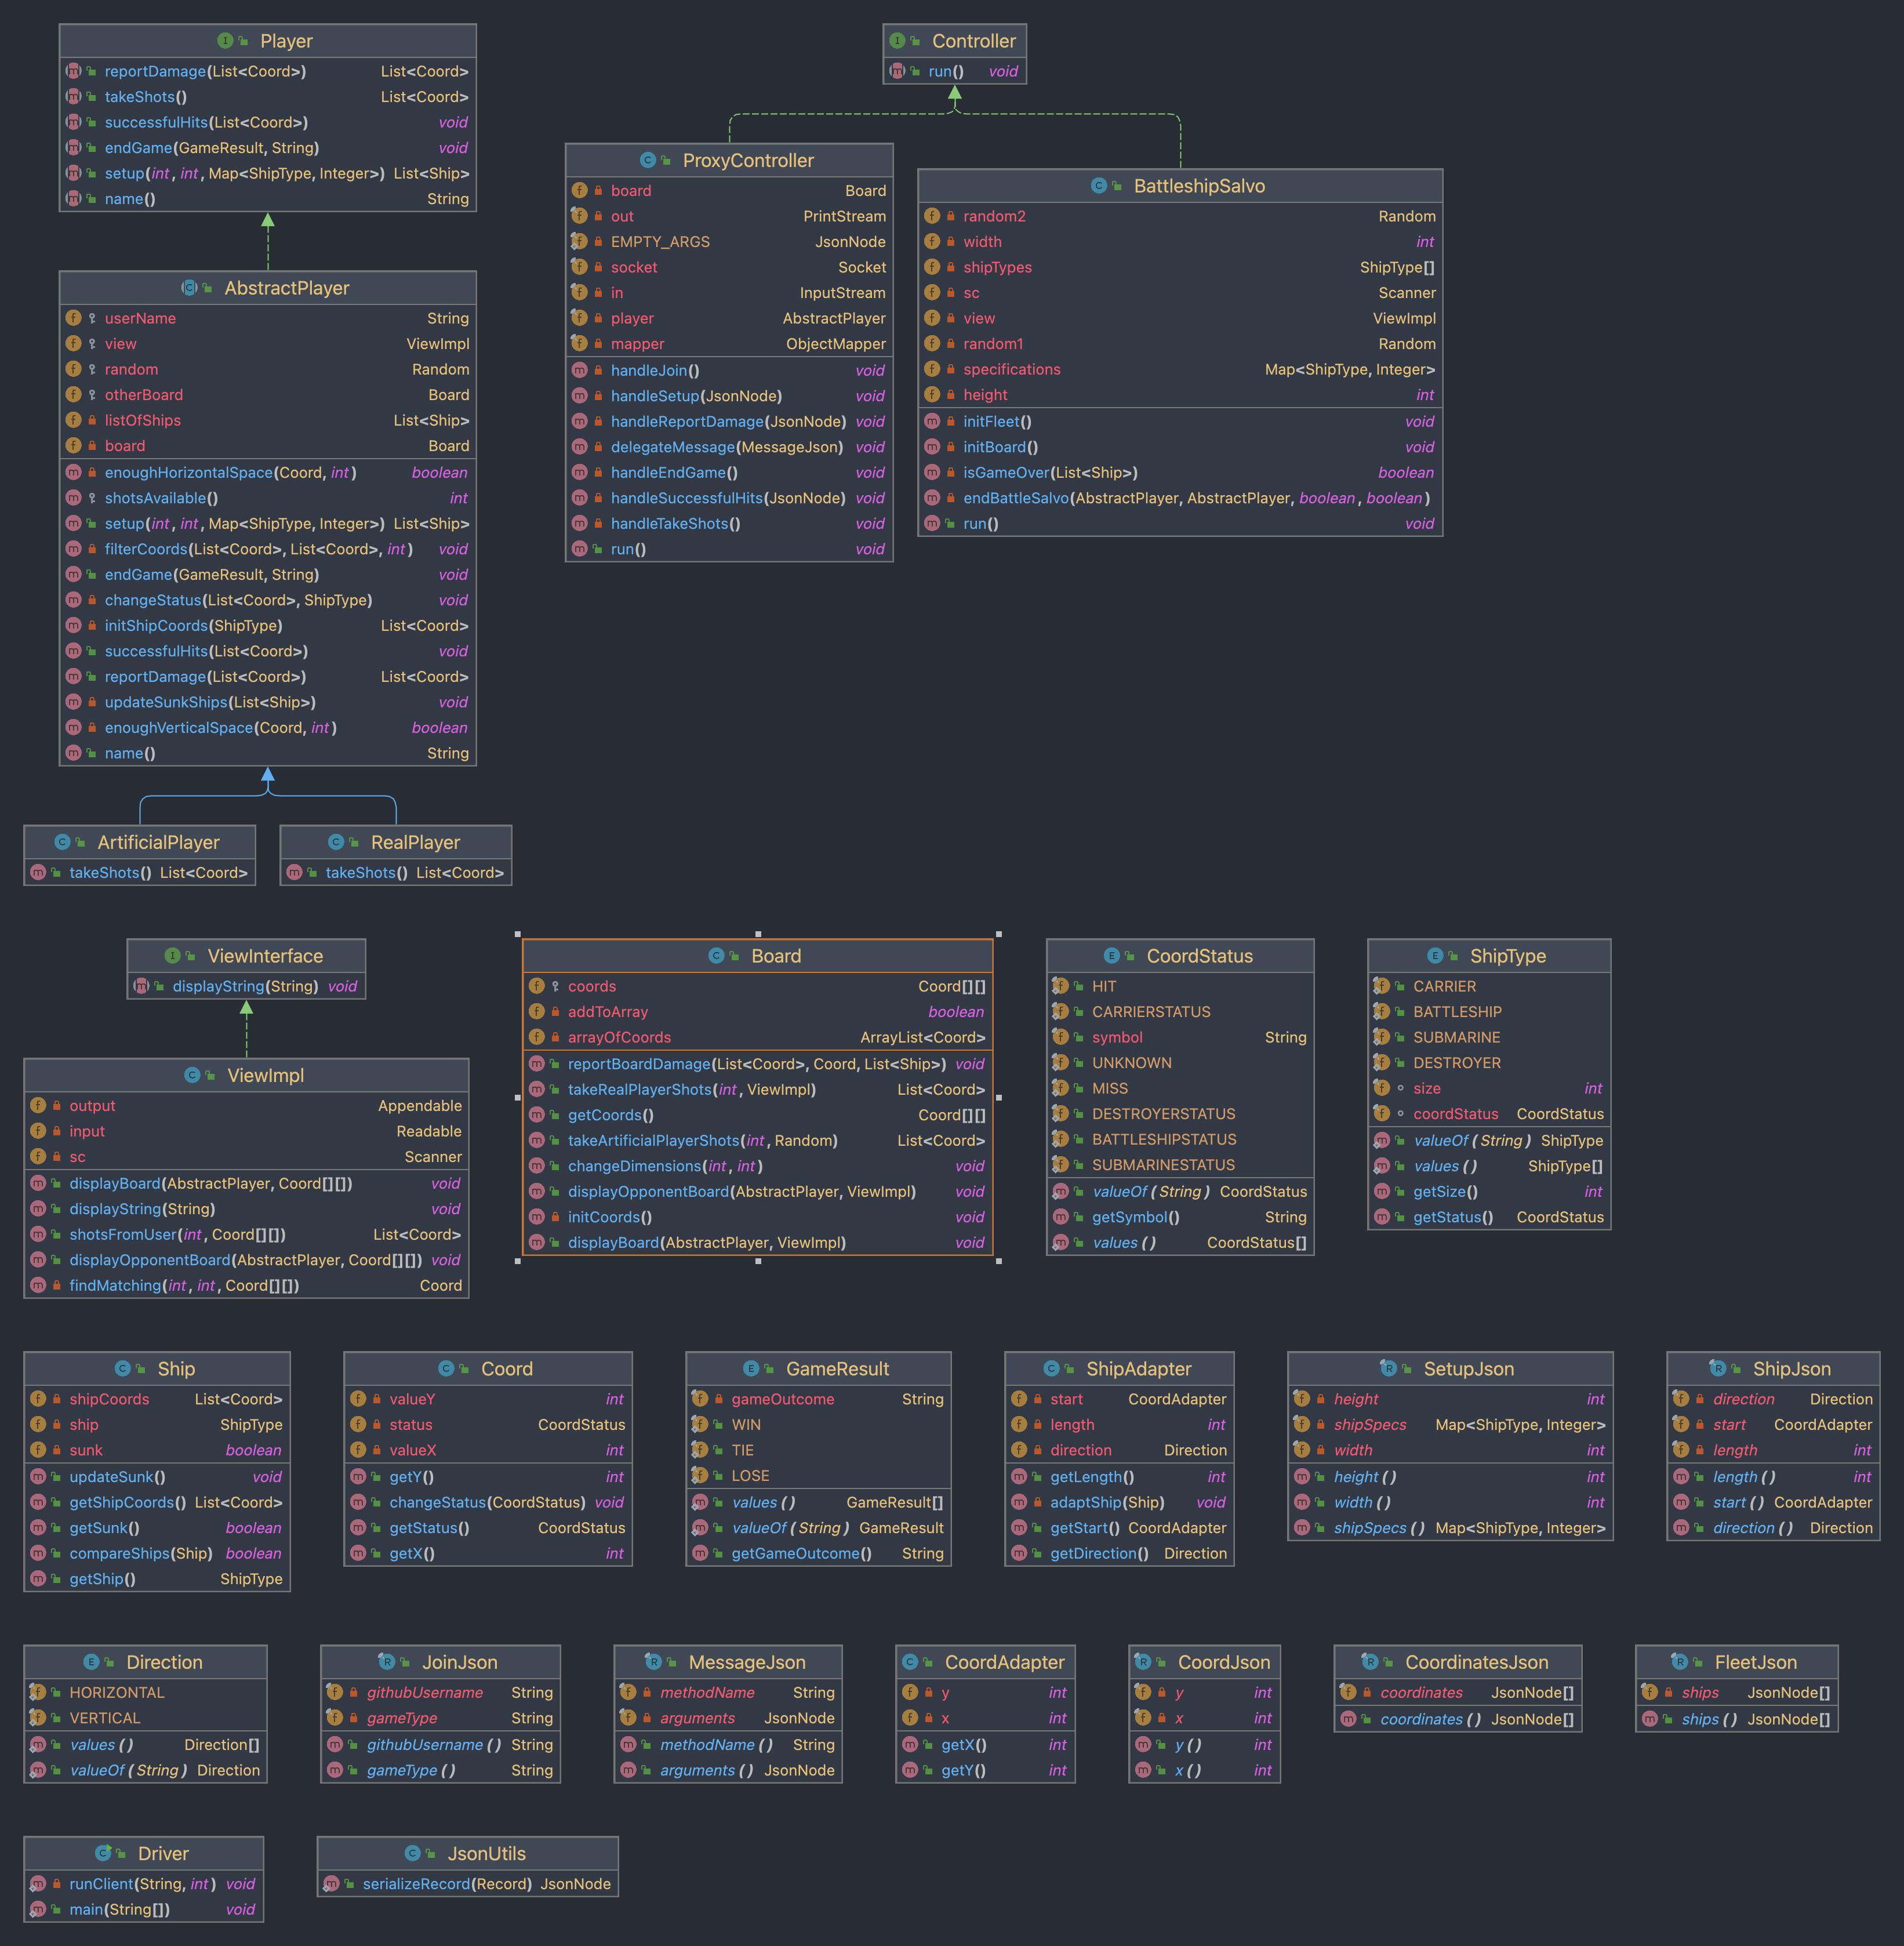 Player
reportDamage(List<Coord>) List<Coord>
takeShots() List<Coord>
successfulHits(List<Coord>) void
endGame(GameResult, String) void
setup(int, int, Map<ShipType, Integer>) List<Ship>
name() String
Controller
run() void
AbstractPlayer
userName String
view ViewImpl
random Random
otherBoard Board
listOfShips List<Ship>
board Board
enoughHorizontalSpace(Coord, int) boolean
shotsAvailable() int
setup(int, int, Map<ShipType, Integer>) List<Ship>
filterCoords(List<Coord>, List<Coord>, int) void
endGame(GameResult, String) void
changeStatus(List<Coord>, ShipType) void
initShipCoords(ShipType) List<Coord>
successfulHits(List<Coord>) void
reportDamage(List<Coord>) List<Coord>
updateSunkShips(List<Ship>) void
enoughVerticalSpace(Coord, int) boolean
name() String
ProxyController
board Board
out PrintStream
EMPTY_ARGS JsonNode
socket Socket
in InputStream
player AbstractPlayer
mapper ObjectMapper
handleJoin() void
handleSetup(JsonNode) void
handleReportDamage(JsonNode) void
delegateMessage(MessageJson) void
handleEndGame() void
handleSuccessfulHits(JsonNode) void
handleTakeShots() void
run() void
BattleshipSalvo
random2 Random
width int
shipTypes ShipType[]
sc Scanner
view ViewImpl
random1 Random
specifications Map<ShipType, Integer>
height int
initFleet() void
initBoard() void
isGameOver(List<Ship>) boolean
endBattleSalvo(AbstractPlayer, AbstractPlayer, boolean, boolean)
run() void
ArtificialPlayer
takeShots() List<Coord>
RealPlayer
takeShots() List<Coord>
ViewInterface
displayString(String) void
ViewImpl
output Appendable
input Readable
sc Scanner
displayBoard(AbstractPlayer, Coord[][]) void
displayString(String) void
shotsFromUser(int, Coord[][]) List<Coord>
displayOpponentBoard(AbstractPlayer, Coord[][]) void
findMatching(int, int, Coord[][]) Coord
Board
coords Coord[][]
addToArray boolean
arrayOfCoords ArrayList<Coord>
reportBoardDamage(List<Coord>, Coord, List<Ship>) void
takeRealPlayerShots(int, ViewImpl) List<Coord>
getCoords() Coord[][]
takeArtificialPlayerShots(int, Random) List<Coord>
changeDimensions(int, int) void
displayOpponentBoard(AbstractPlayer, ViewImpl) void
initCoords() void
displayBoard(AbstractPlayer, ViewImpl) void
CoordStatus
HIT
CARRIERSTATUS
symbol String
UNKNOWN
MISS
DESTROYERSTATUS
BATTLESHIPSTATUS
SUBMARINESTATUS
valueOf(String) CoordStatus
getSymbol() String
values() CoordStatus[]
ShipType
CARRIER
BATTLESHIP
SUBMARINE
DESTROYER
size int
coordStatus CoordStatus
valueOf(String) ShipType
values() ShipType[]
getSize() int
getStatus() CoordStatus
Ship
shipCoords List<Coord>
ship ShipType
sunk boolean
updateSunk() void
getShipCoords() List<Coord>
getSunk() boolean
compareShips(Ship) boolean
getShip() ShipType
Coord
valueY int
status CoordStatus
valueX int
getY() int
changeStatus(CoordStatus) void
getStatus() CoordStatus
getX() int
GameResult
gameOutcome String
WIN
TIE
LOSE
values() GameResult[]
valueOf(String) GameResult
getGameOutcome() String
ShipAdapter
start CoordAdapter
length int
direction Direction
getLength() int
adaptShip(Ship) void
getStart() CoordAdapter
getDirection() Direction
SetupJson
height int
shipSpecs Map<ShipType, Integer>
width int
height() int
width() int
shipSpecs() Map<ShipType, Integer>
ShipJson
direction Direction
start CoordAdapter
length int
length() int
start() CoordAdapter
direction() Direction
Direction
HORIZONTAL
VERTICAL
values() Direction[]
valueOf(String) Direction
JoinJson
githubUsername String
gameType String
githubUsername() String
gameType() String
MessageJson
methodName String
arguments JsonNode
methodName() String
arguments() JsonNode
CoordAdapter
y int
x int
getX() int
getY() int
CoordJson
y int
x int
y() int
x() int
CoordinatesJson
coordinates JsonNode[]
coordinates() JsonNode[]
FleetJson
ships JsonNode[]
ships() JsonNode[]
Driver
runClient(String, int) void
main(String[]) void
JsonUtils
serializeRecord(Record) JsonNode